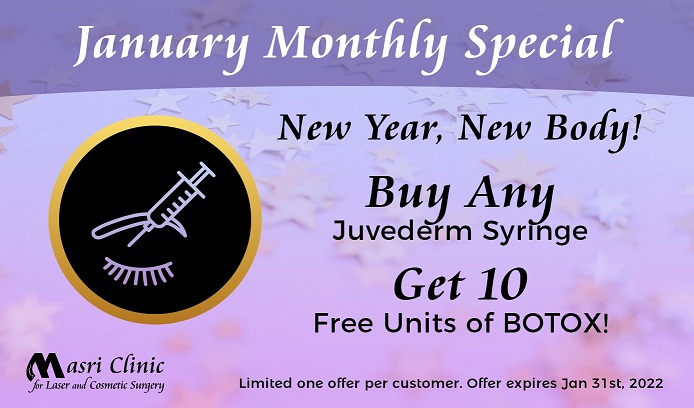 January Monthly Special
New Year, New Body!
Buy Any
Juvederm Syringe
Get 10
Free Units of BOTOX!
Masri Clinic
for Laser and Cosmetic Surgery
Limited one offer per customer. Offer expires Jan 31st, 2022